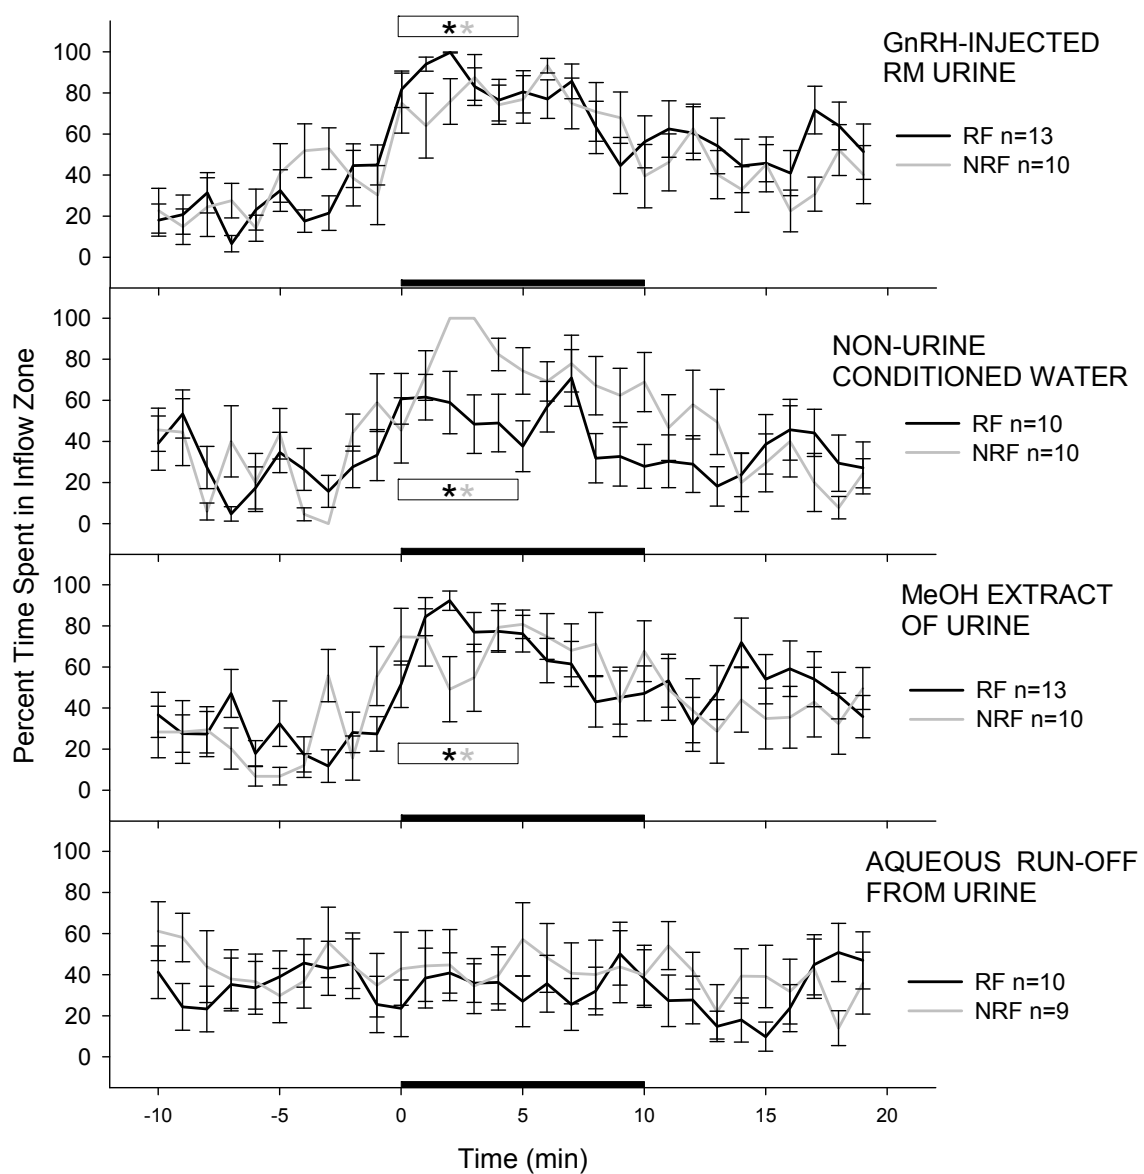 **
GnRH-INJECTED
RM URINE
100
80
60
40
20
0
RF n=13
NRF n=10
NON-URINE
CONDITIONED WATER
100
80
60
40
20
0
RF n=10
NRF n=10
**
MeOH EXTRACT
OF URINE
100
80
60
40
20
0
RF n=13
NRF n=10
**
AQUEOUS RUN-OFF
FROM URINE
100
80
60
40
20
0
RF n=10
NRF n=9
-10 -5 0 5 10 15 20
Time (min)
Percent Time Spent in Inflow Zone